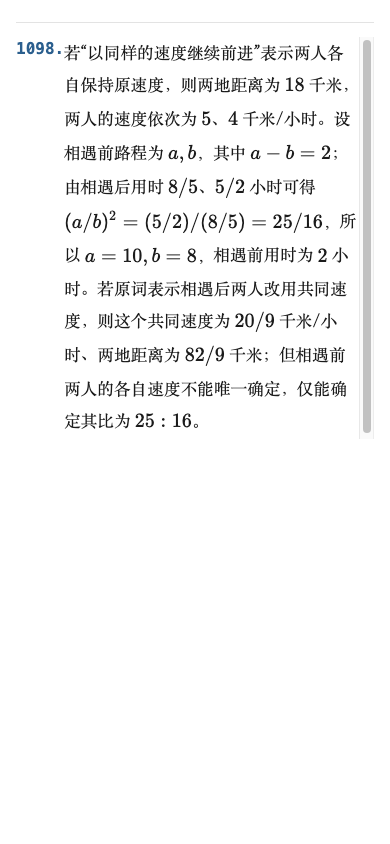 1098. 若“以同样的速度继续前进”表示两人各
自保持原速度，则两地距离为 18 千米，
两人的速度依次为 5、4 千米/小时。设
相遇前路程为 a, b，其中 a − b = 2；
由相遇后用时 8/5、5/2 小时可得
(a/b)² = (5/2)/(8/5) = 25/16，所
以 a = 10, b = 8，相遇前用时为 2 小
时。若原词表示相遇后两人改用共同速
度，则这个共同速度为 20/9 千米/小
时、两地距离为 82/9 千米；但相遇前
两人的各自速度不能唯一确定，仅能确
定其比为 25 : 16。